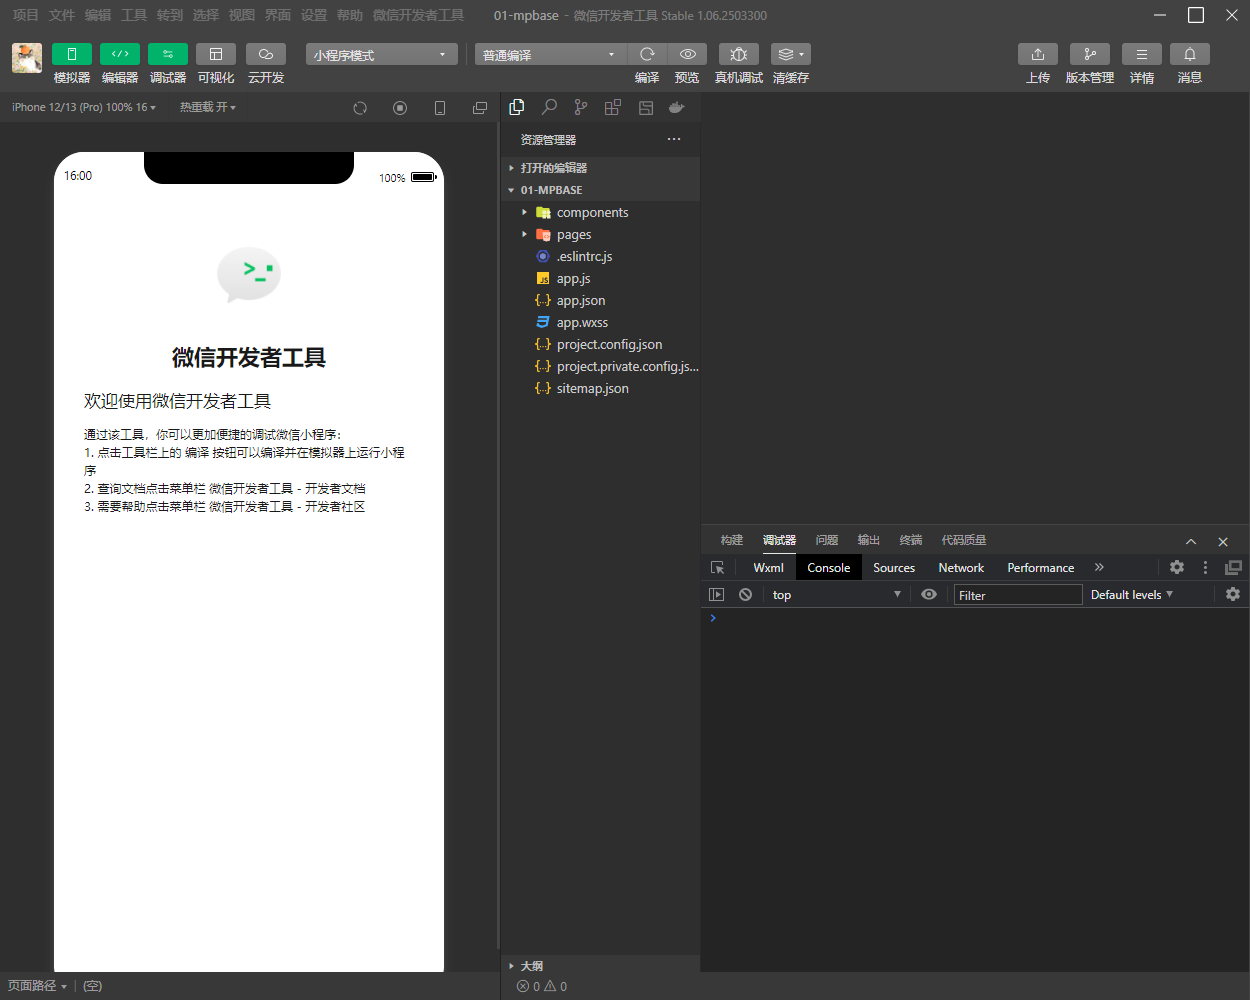 项目 文件 编辑 工具 转到 选择 视图 界面 设置 帮助 微信开发者工具 01-mpbase - 微信开发者工具 Stable 1.06.2503300
小程序模式 普通编译
模拟器 编辑器 调试器 可视化 云开发 编译 预览 真机调试 清缓存 上传 版本管理 详情 消息
iPhone 12/13 (Pro) 100% 16 热重载 开
16:00 100%
微信开发者工具
欢迎使用微信开发者工具
通过该工具，你可以更加便捷的调试微信小程序：
1. 点击工具栏上的 编译 按钮可以编译并在模拟器上运行小程
序
2. 查询文档点击菜单栏 微信开发者工具 - 开发者文档
3. 需要帮助点击菜单栏 微信开发者工具 - 开发者社区
页面路径 | (空)
资源管理器
打开的编辑器
01-MPBASE
components
pages
.eslintrc.js
app.js
app.json
app.wxss
project.config.json
project.private.config.js...
sitemap.json
大纲
0 0
构建 调试器 问题 输出 终端 代码质量
Wxml Console Sources Network Performance
top Filter Default levels